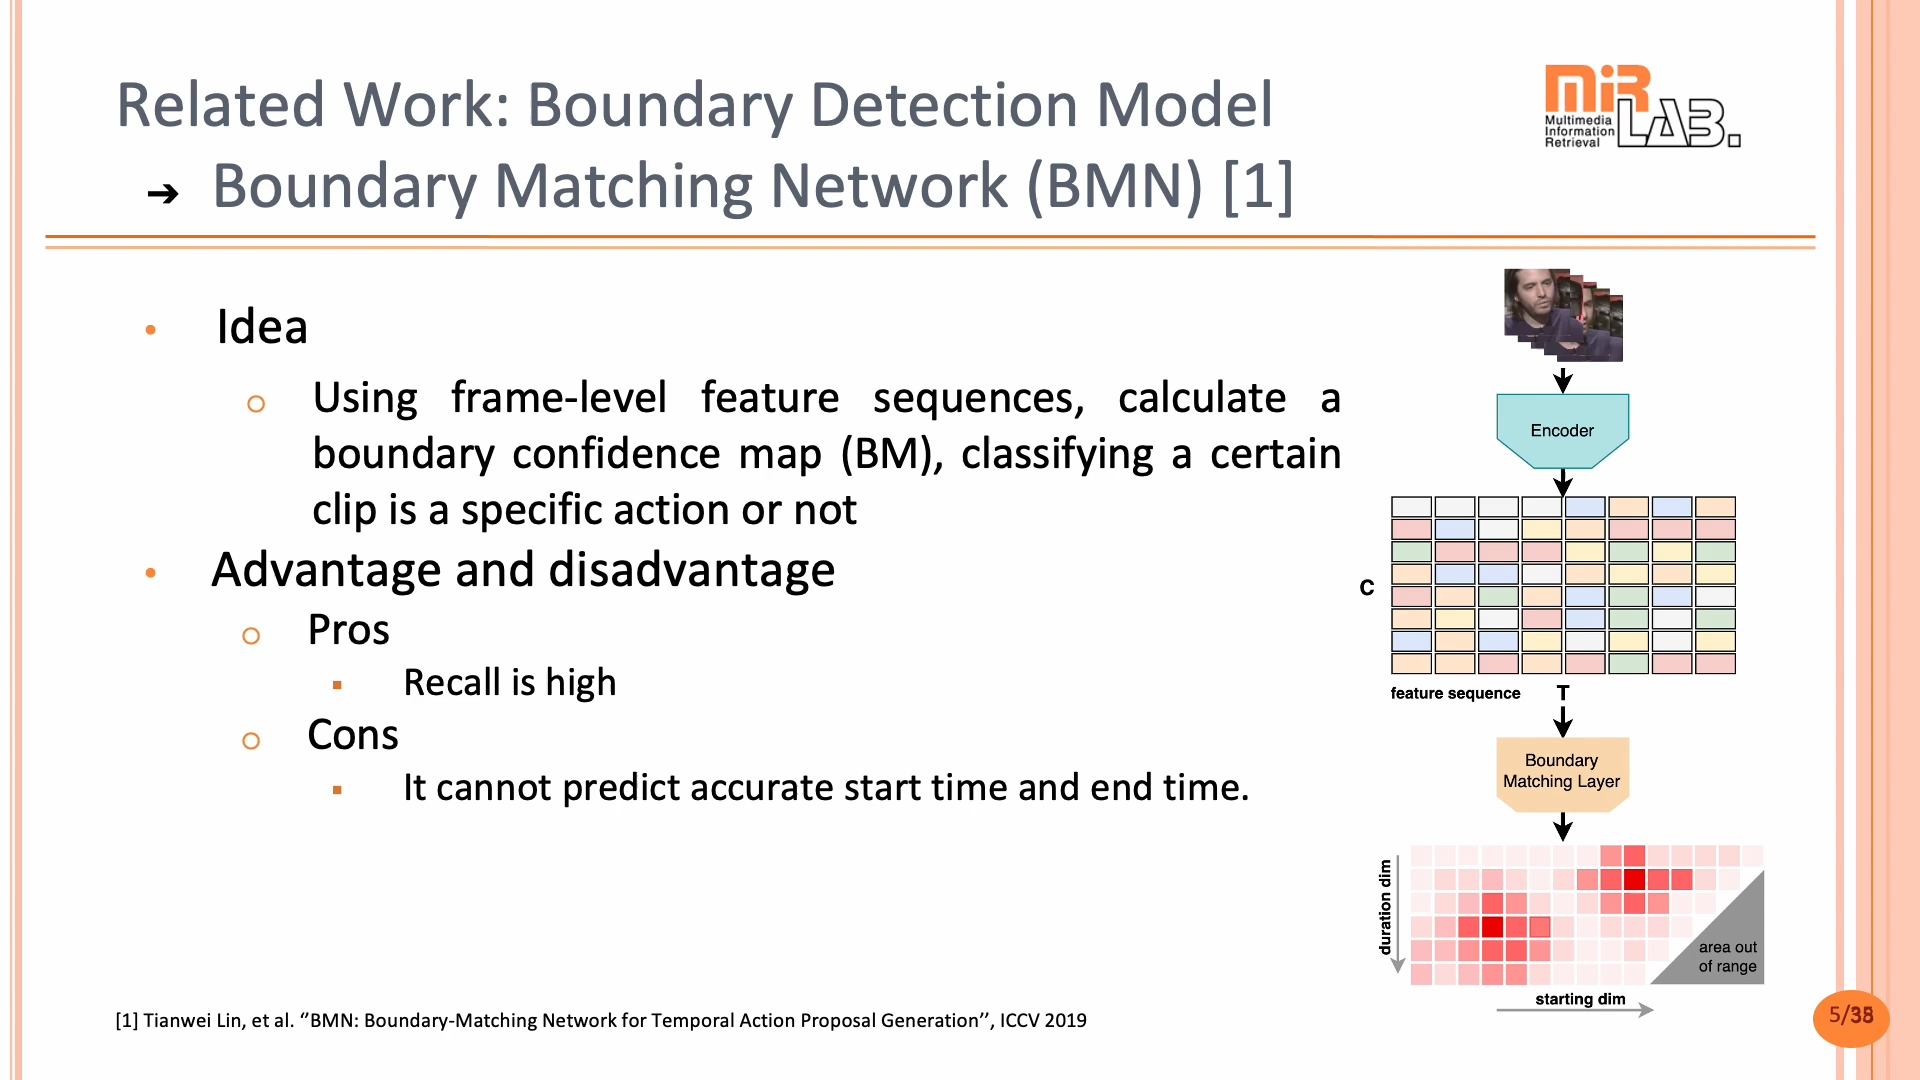 Related Work: Boundary Detection Model
➔ Boundary Matching Network (BMN) [1]
MiR LAB.
Multimedia
Information
Retrieval
• Idea
o Using frame-level feature sequences, calculate a
boundary confidence map (BM), classifying a certain
clip is a specific action or not
• Advantage and disadvantage
o Pros
▪ Recall is high
o Cons
▪ It cannot predict accurate start time and end time.
Encoder
C
feature sequence T
Boundary
Matching Layer
duration dim
area out
of range
starting dim
[1] Tianwei Lin, et al. “BMN: Boundary-Matching Network for Temporal Action Proposal Generation”, ICCV 2019